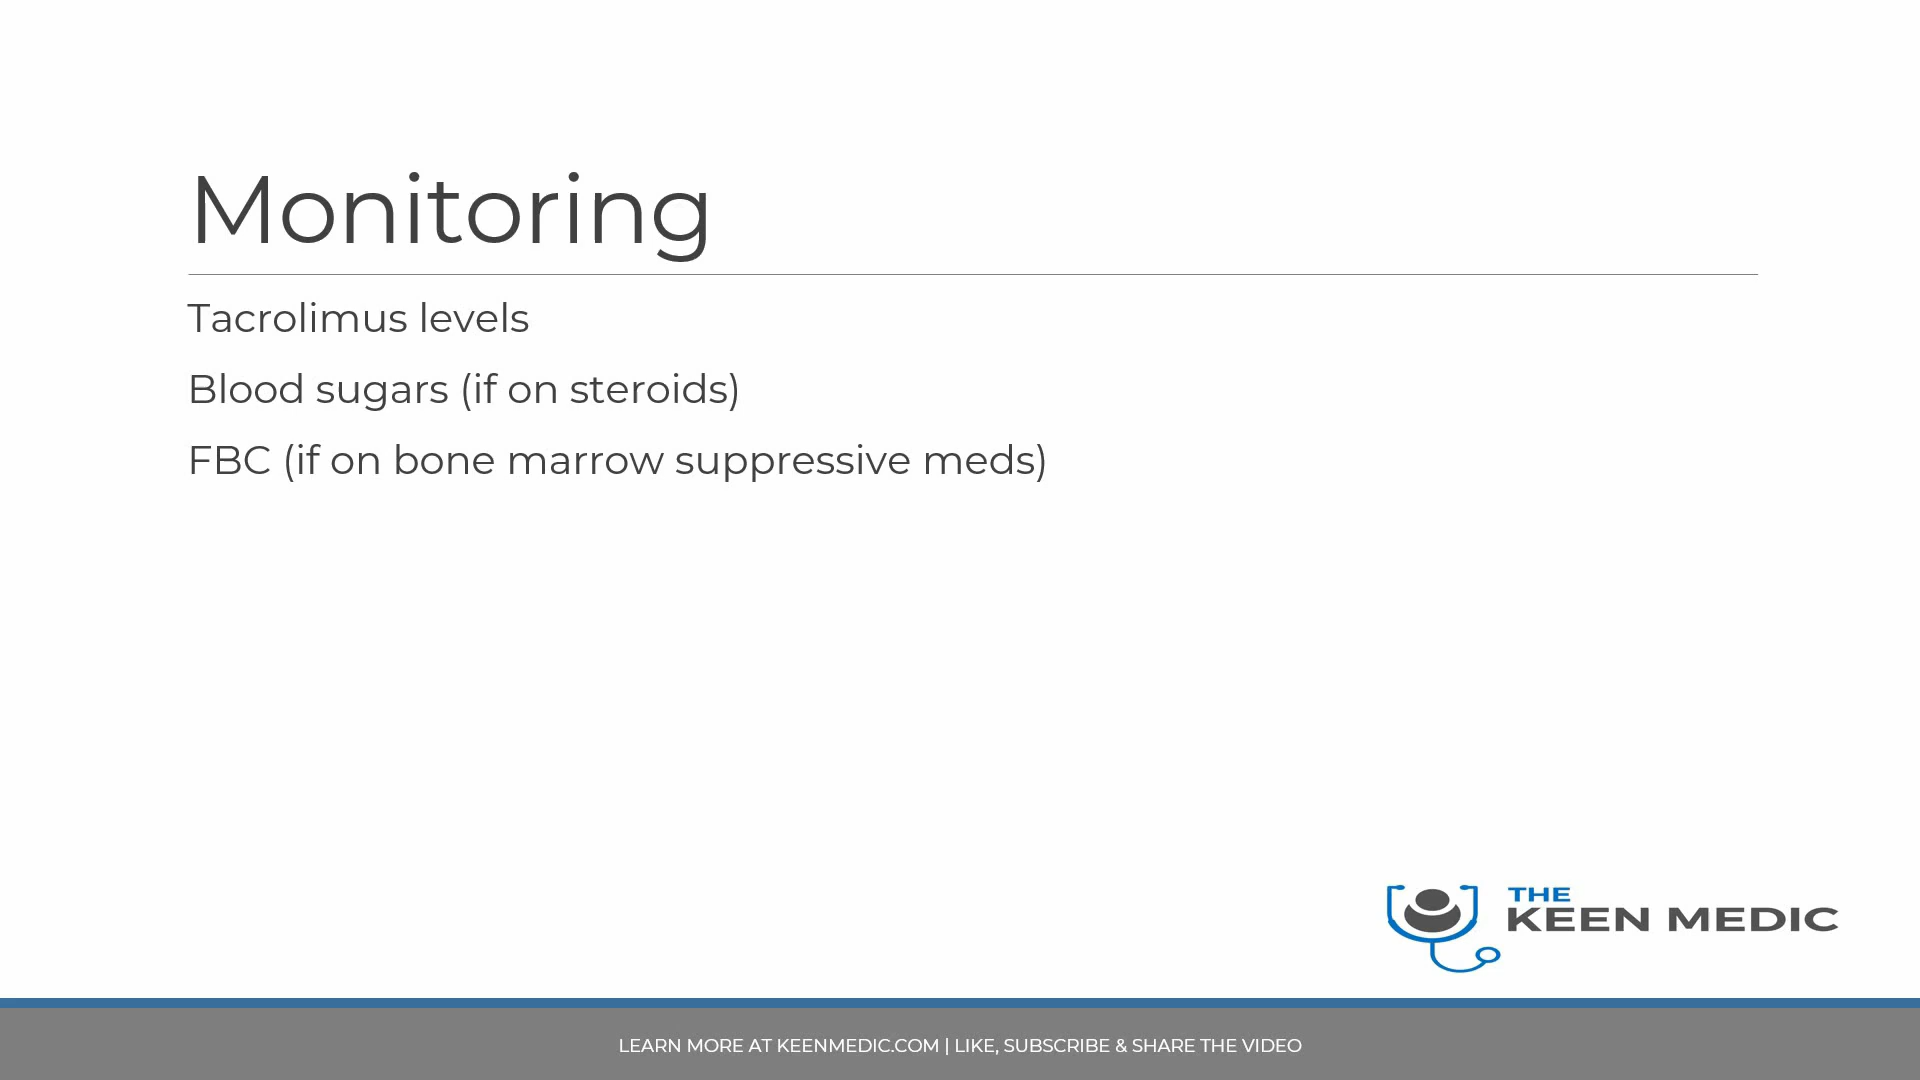 Monitoring
Tacrolimus levels
Blood sugars (if on steroids)
FBC (if on bone marrow suppressive meds)
THE
KEEN MEDIC
LEARN MORE AT KEENMEDIC.COM | LIKE, SUBSCRIBE & SHARE THE VIDEO